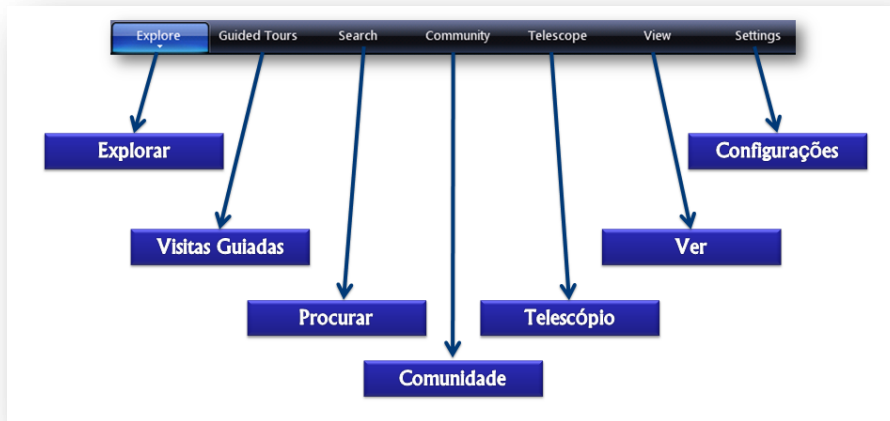 Explore Guided Tours Search Community Telescope View Settings
Explorar
Configurações
Visitas Guiadas
Ver
Procurar
Telescópio
Comunidade